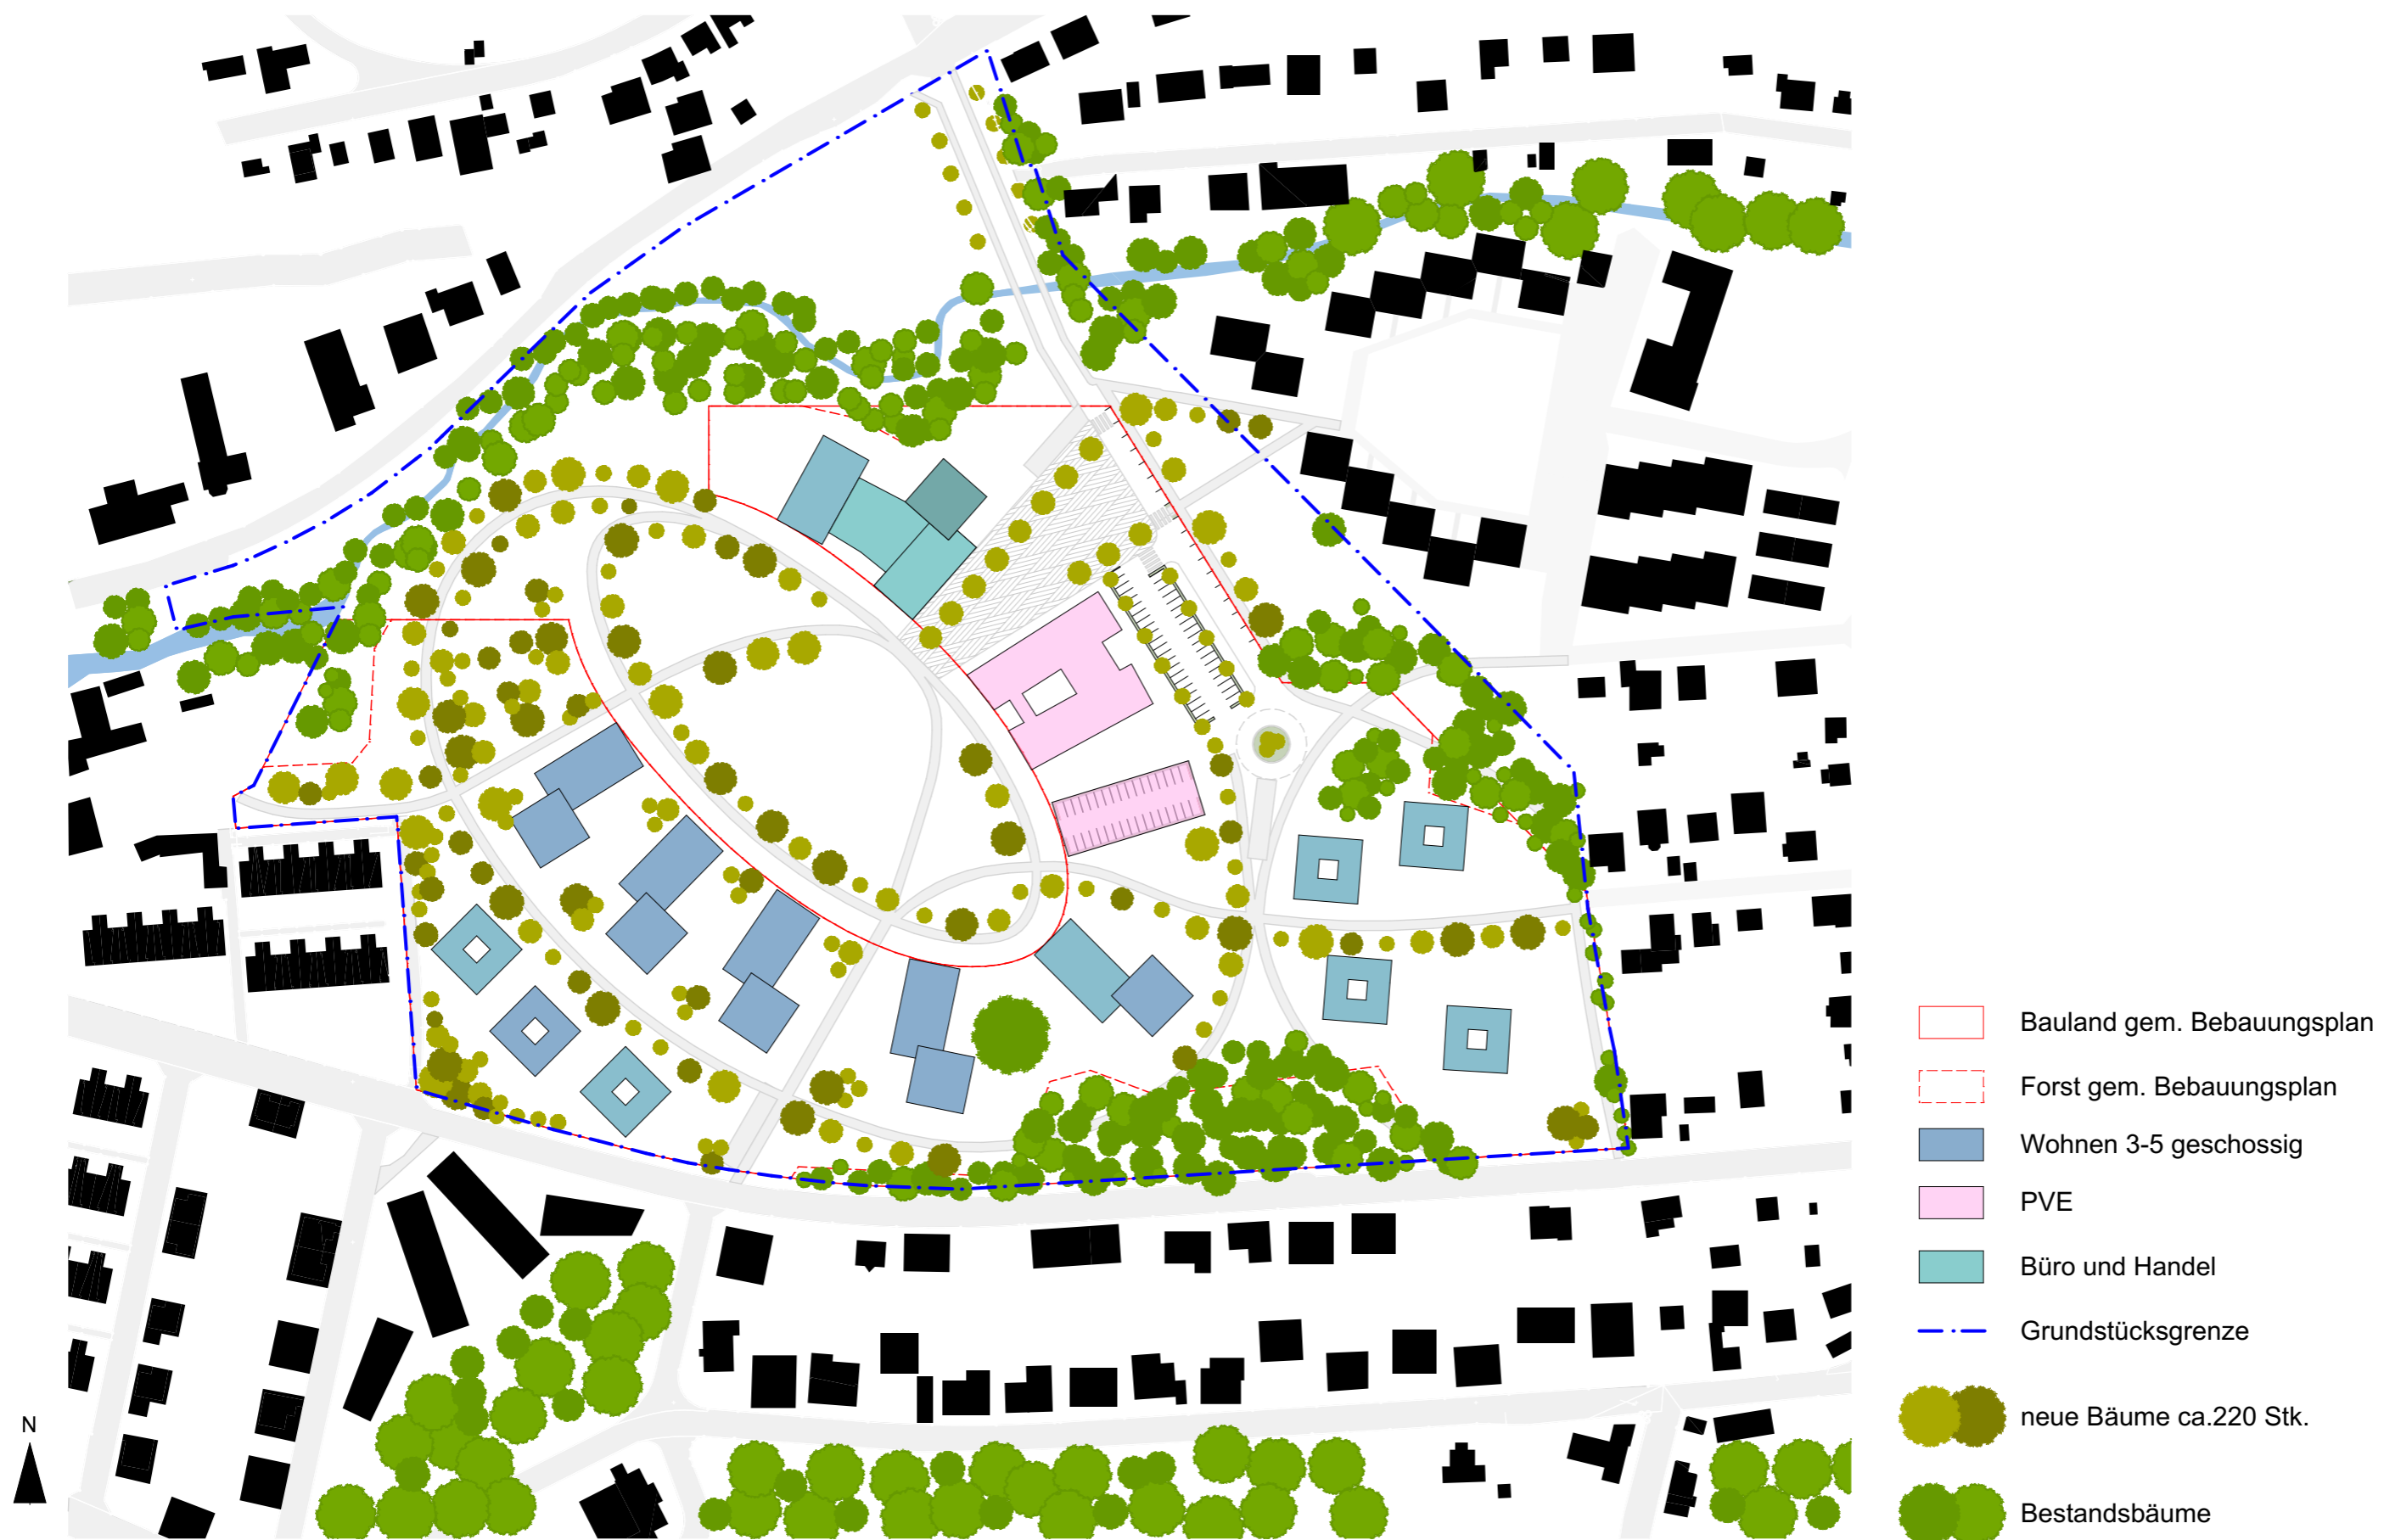 Bauland gem. Bebauungsplan
Forst gem. Bebauungsplan
Wohnen 3-5 geschossig
PVE
Büro und Handel
Grundstücksgrenze
neue Bäume ca.220 Stk.
Bestandsbäume
N